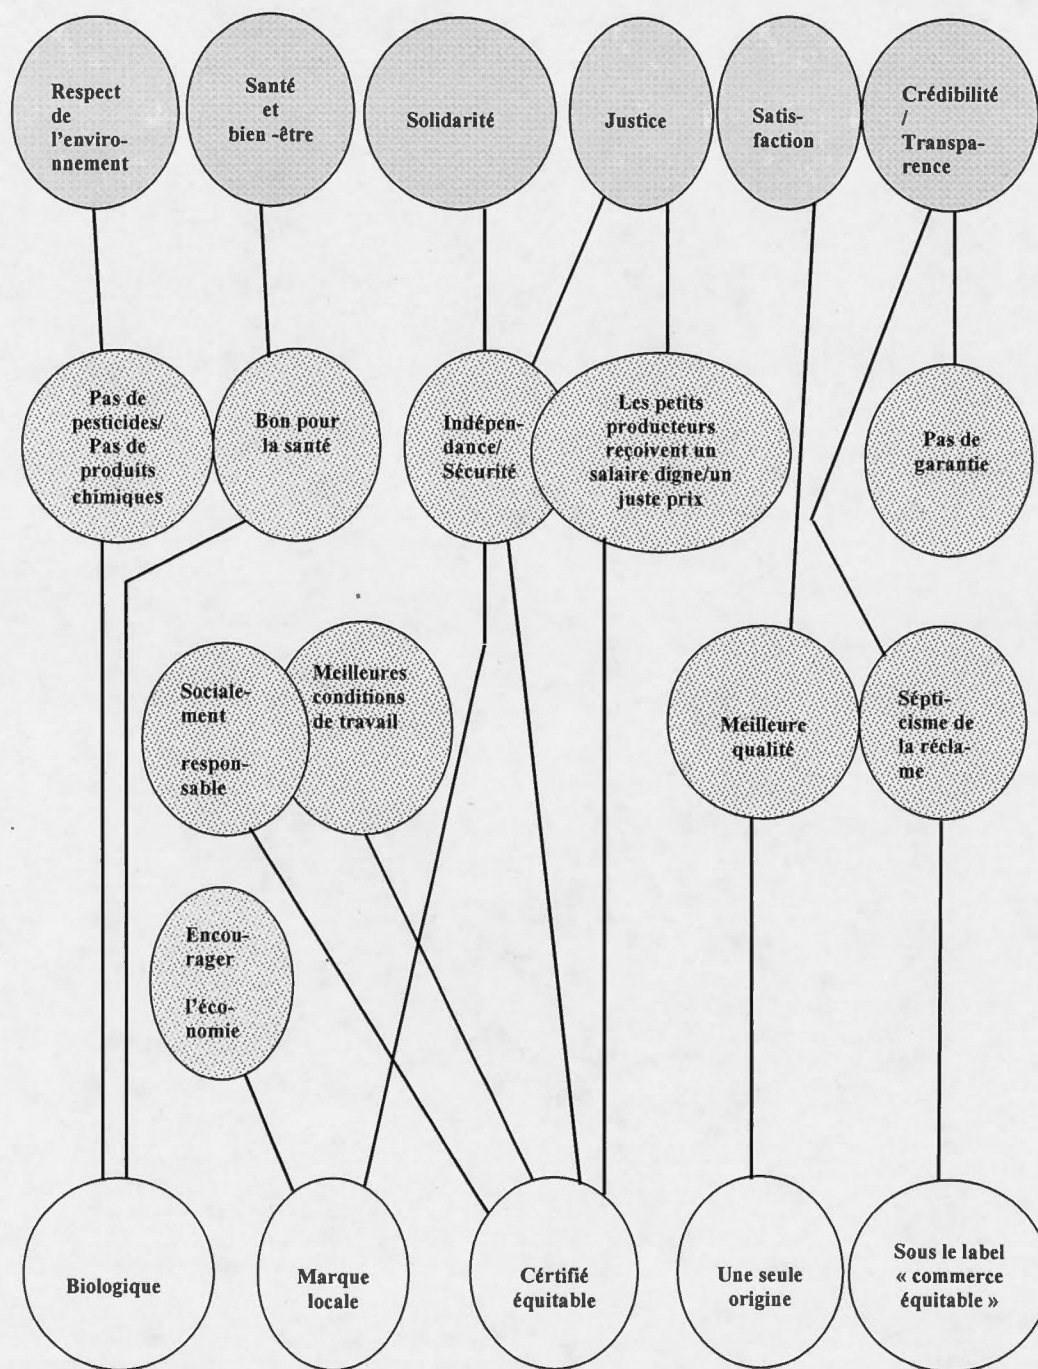 Respect
de
l'enviro-
nnement
Santé
et
bien -être
Solidarité
Justice
Satis-
faction
Crédibilité
/
Transpa-
rence
Pas de
pesticides/
Pas de
produits
chimiques
Bon pour
la santé
Indépen-
dance/
Sécurité
Les petits
producteurs
reçoivent un
salaire digne/un
juste prix
Pas de
garantie
Sociale-
ment
respon-
sable
Meilleures
conditions
de travail
Meilleure
qualité
Sépti-
cisme de
la récla-
me
Encou-
rager
l'éco-
nomie
Biologique
Marque
locale
Cértifié
équitable
Une seule
origine
Sous le label
« commerce
équitable »